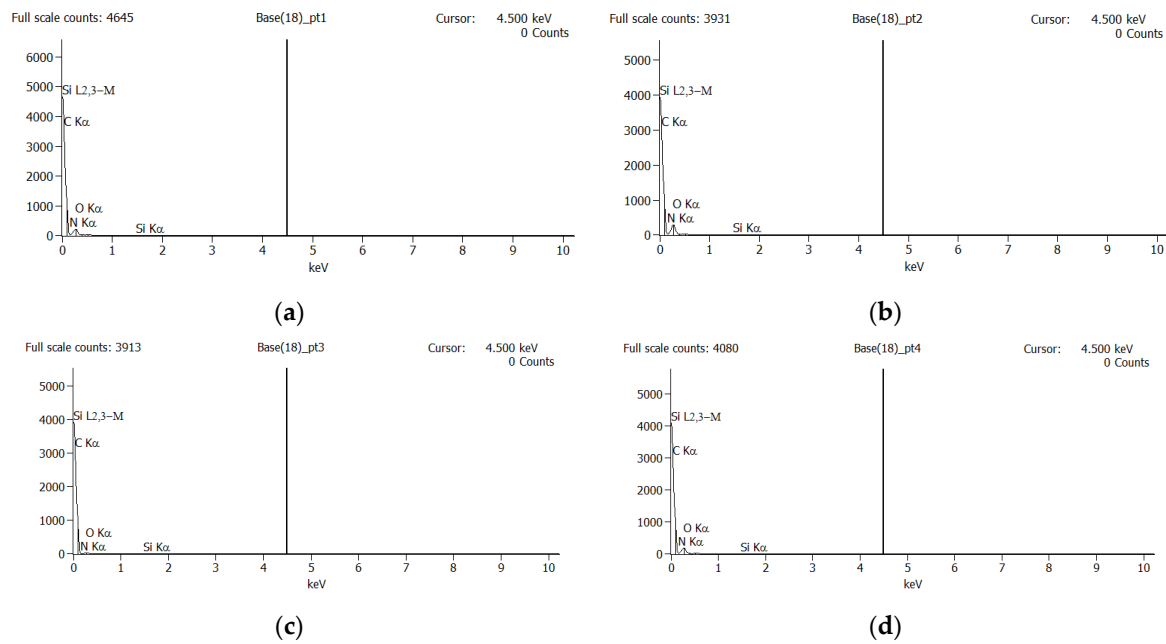 Full scale counts: 4645 Base(18)_pt1 Cursor: 4.500 keV
0 Counts
6000
5000
4000
3000
2000
1000
0
Si L2,3−M
C Kα
O Kα
N Kα
Si Kα
0 1 2 3 4 5 6 7 8 9 10
keV
(a)
Full scale counts: 3931 Base(18)_pt2 Cursor: 4.500 keV
0 Counts
5000
4000
3000
2000
1000
0
Si L2,3−M
C Kα
O Kα
N Kα
Si Kα
0 1 2 3 4 5 6 7 8 9 10
keV
(b)
Full scale counts: 3913 Base(18)_pt3 Cursor: 4.500 keV
0 Counts
5000
4000
3000
2000
1000
0
Si L2,3−M
C Kα
O Kα
N Kα
Si Kα
0 1 2 3 4 5 6 7 8 9 10
keV
(c)
Full scale counts: 4080 Base(18)_pt4 Cursor: 4.500 keV
0 Counts
5000
4000
3000
2000
1000
0
Si L2,3−M
C Kα
O Kα
N Kα
Si Kα
0 1 2 3 4 5 6 7 8 9 10
keV
(d)